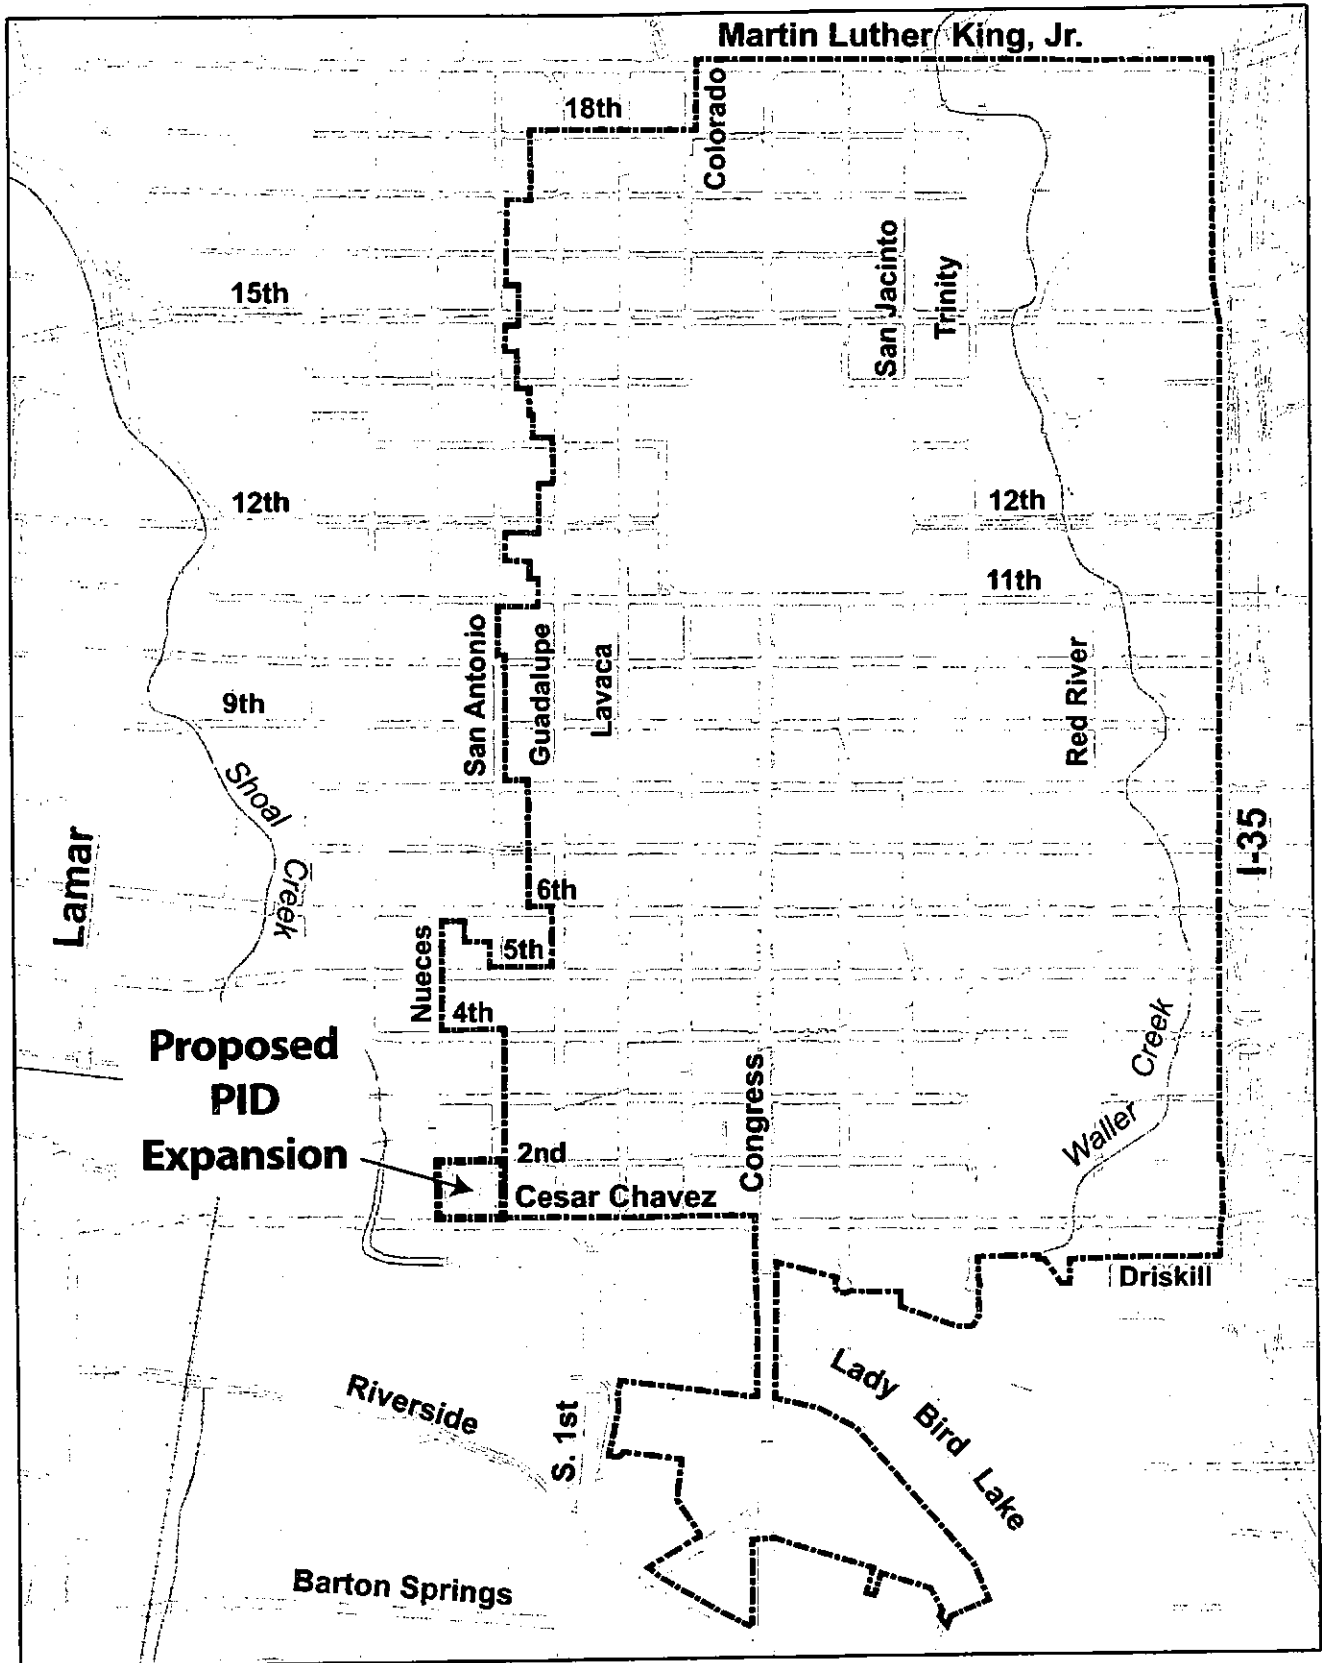 Martin Luther King, Jr.
18th
Colorado
San Jacinto
Trinity
15th
12th
12th
11th
San Antonio
Guadalupe
Lavaca
Red River
9th
Shoal
Creek
Lamar
I-35
6th
5th
Nueces
4th
Proposed
PID
Expansion
Congress
Waller
Creek
2nd
Cesar Chavez
Driskill
Lady Bird Lake
Riverside
S. 1st
Barton Springs